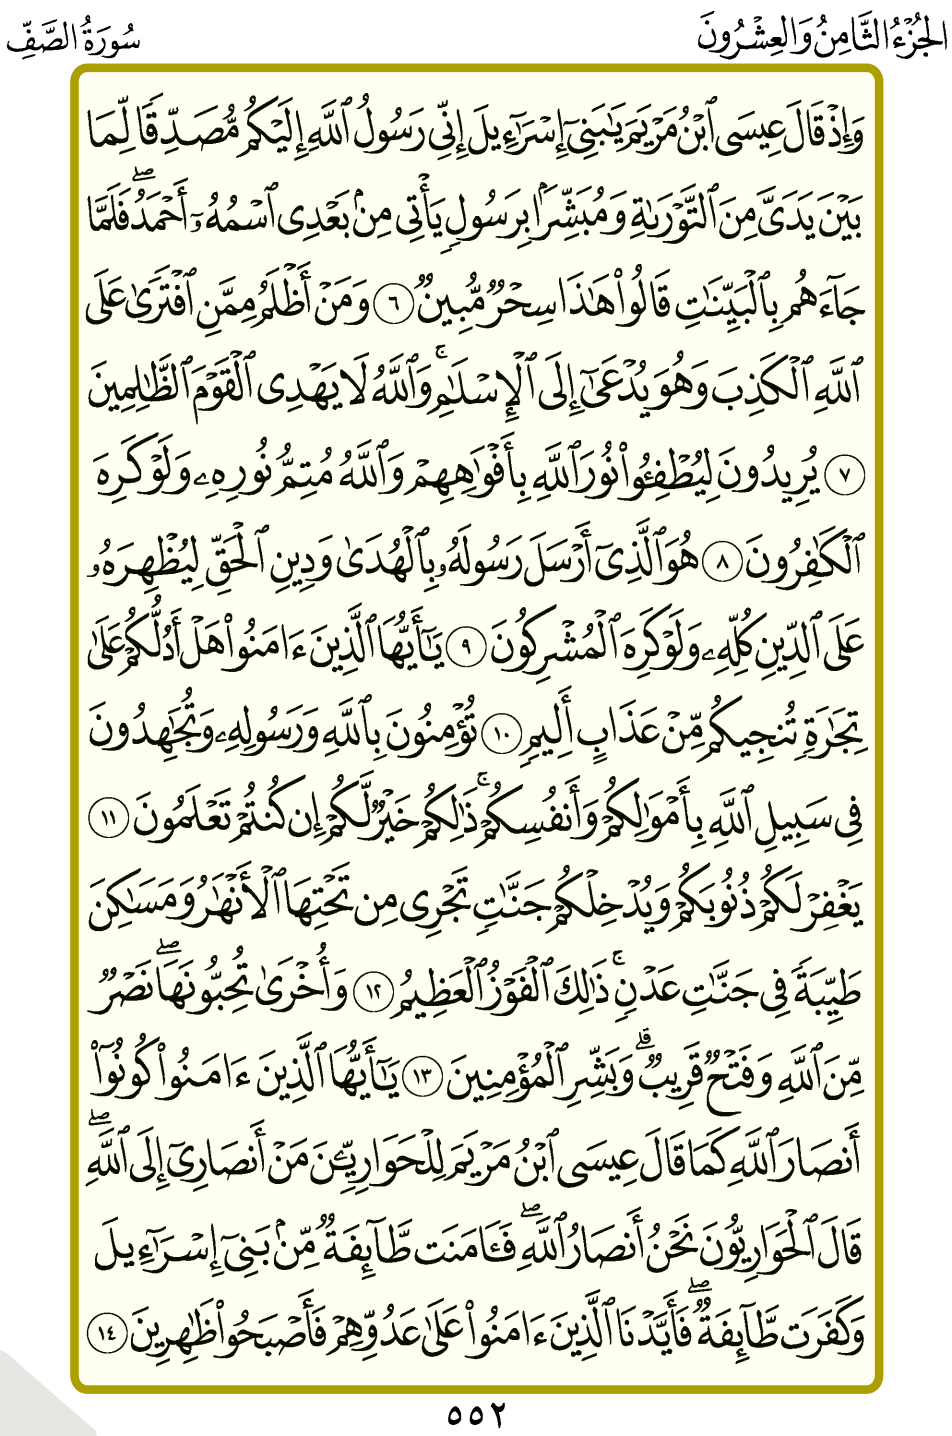 الجُزْءُ الثَّامِنُ وَالعِشْرُونَ
سُورَةُ الصَّفِّ
وَإِذْ قَالَ عِيسَى ٱبْنُ مَرْيَمَ يَٰبَنِىٓ إِسْرَٰٓءِيلَ إِنِّى رَسُولُ ٱللَّهِ إِلَيْكُم مُّصَدِّقًا لِّمَا
بَيْنَ يَدَىَّ مِنَ ٱلتَّوْرَىٰةِ وَمُبَشِّرًۢا بِرَسُولٍ يَأْتِى مِنۢ بَعْدِى ٱسْمُهُۥٓ أَحْمَدُۖ فَلَمَّا
جَآءَهُم بِٱلْبَيِّنَٰتِ قَالُوا۟ هَٰذَا سِحْرٌ مُّبِينٌ ٦ وَمَنْ أَظْلَمُ مِمَّنِ ٱفْتَرَىٰ عَلَى
ٱللَّهِ ٱلْكَذِبَ وَهُوَ يُدْعَىٰٓ إِلَى ٱلْإِسْلَٰمِۚ وَٱللَّهُ لَا يَهْدِى ٱلْقَوْمَ ٱلظَّٰلِمِينَ
٧ يُرِيدُونَ لِيُطْفِـُٔوا۟ نُورَ ٱللَّهِ بِأَفْوَٰهِهِمْ وَٱللَّهُ مُتِمُّ نُورِهِۦ وَلَوْ كَرِهَ
ٱلْكَٰفِرُونَ ٨ هُوَ ٱلَّذِىٓ أَرْسَلَ رَسُولَهُۥ بِٱلْهُدَىٰ وَدِينِ ٱلْحَقِّ لِيُظْهِرَهُۥ
عَلَى ٱلدِّينِ كُلِّهِۦ وَلَوْ كَرِهَ ٱلْمُشْرِكُونَ ٩ يَٰٓأَيُّهَا ٱلَّذِينَ ءَامَنُوا۟ هَلْ أَدُلُّكُمْ عَلَىٰ
تِجَٰرَةٍ تُنجِيكُم مِّنْ عَذَابٍ أَلِيمٍ ١٠ تُؤْمِنُونَ بِٱللَّهِ وَرَسُولِهِۦ وَتُجَٰهِدُونَ
فِى سَبِيلِ ٱللَّهِ بِأَمْوَٰلِكُمْ وَأَنفُسِكُمْۚ ذَٰلِكُمْ خَيْرٌ لَّكُمْ إِن كُنتُمْ تَعْلَمُونَ ١١
يَغْفِرْ لَكُمْ ذُنُوبَكُمْ وَيُدْخِلْكُمْ جَنَّٰتٍ تَجْرِى مِن تَحْتِهَا ٱلْأَنْهَٰرُ وَمَسَٰكِنَ
طَيِّبَةً فِى جَنَّٰتِ عَدْنٍۚ ذَٰلِكَ ٱلْفَوْزُ ٱلْعَظِيمُ ١٢ وَأُخْرَىٰ تُحِبُّونَهَاۖ نَصْرٌ
مِّنَ ٱللَّهِ وَفَتْحٌ قَرِيبٌۗ وَبَشِّرِ ٱلْمُؤْمِنِينَ ١٣ يَٰٓأَيُّهَا ٱلَّذِينَ ءَامَنُوا۟ كُونُوٓا۟
أَنصَارَ ٱللَّهِ كَمَا قَالَ عِيسَى ٱبْنُ مَرْيَمَ لِلْحَوَارِيِّـۧنَ مَنْ أَنصَارِىٓ إِلَى ٱللَّهِۖ
قَالَ ٱلْحَوَارِيُّونَ نَحْنُ أَنصَارُ ٱللَّهِۖ فَـَٔامَنَت طَّآئِفَةٌ مِّنۢ بَنِىٓ إِسْرَٰٓءِيلَ
وَكَفَرَت طَّآئِفَةٌۖ فَأَيَّدْنَا ٱلَّذِينَ ءَامَنُوا۟ عَلَىٰ عَدُوِّهِمْ فَأَصْبَحُوا۟ ظَٰهِرِينَ ١٤
٥٥٢